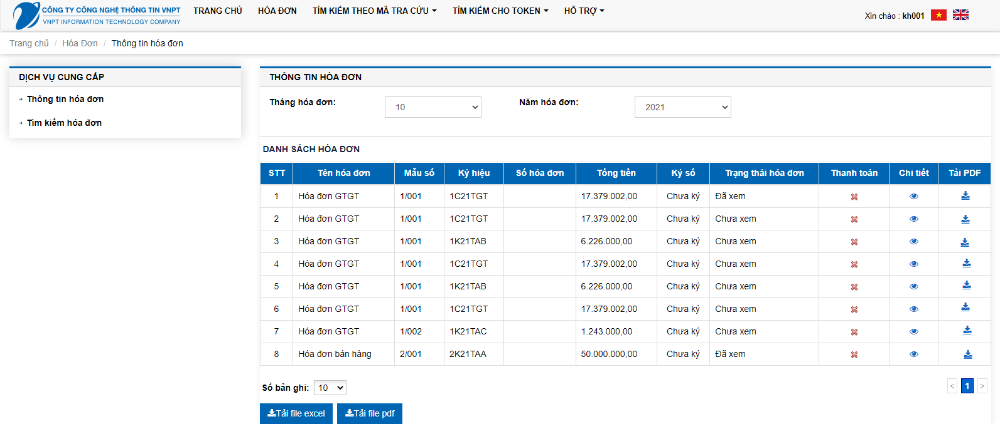 CÔNG TY CÔNG NGHỆ THÔNG TIN VNPT
VNPT INFORMATION TECHNOLOGY COMPANY
TRANG CHỦ HÓA ĐƠN TÌM KIẾM THEO MÃ TRA CỨU TÌM KIẾM CHO TOKEN HỖ TRỢ
Xin chào : kh001
Trang chủ / Hóa Đơn / Thông tin hóa đơn
DỊCH VỤ CUNG CẤP
Thông tin hóa đơn
Tìm kiếm hóa đơn
THÔNG TIN HÓA ĐƠN
Tháng hóa đơn: 10 Năm hóa đơn: 2021
DANH SÁCH HÓA ĐƠN
STT Tên hóa đơn Mẫu số Ký hiệu Số hóa đơn Tổng tiền Ký số Trạng thái hóa đơn Thanh toán Chi tiết Tải PDF
1 Hóa đơn GTGT 1/001 1C21TGT 17.379.002,00 Chưa ký Đã xem
2 Hóa đơn GTGT 1/001 1C21TGT 17.379.002,00 Chưa ký Chưa xem
3 Hóa đơn GTGT 1/001 1K21TAB 6.226.000,00 Chưa ký Chưa xem
4 Hóa đơn GTGT 1/001 1C21TGT 17.379.002,00 Chưa ký Chưa xem
5 Hóa đơn GTGT 1/001 1K21TAB 6.226.000,00 Chưa ký Chưa xem
6 Hóa đơn GTGT 1/001 1C21TGT 17.379.002,00 Chưa ký Chưa xem
7 Hóa đơn GTGT 1/002 1K21TAC 1.243.000,00 Chưa ký Chưa xem
8 Hóa đơn bán hàng 2/001 2K21TAA 50.000.000,00 Chưa ký Đã xem
Số bản ghi: 10
< 1 >
Tải file excel Tải file pdf